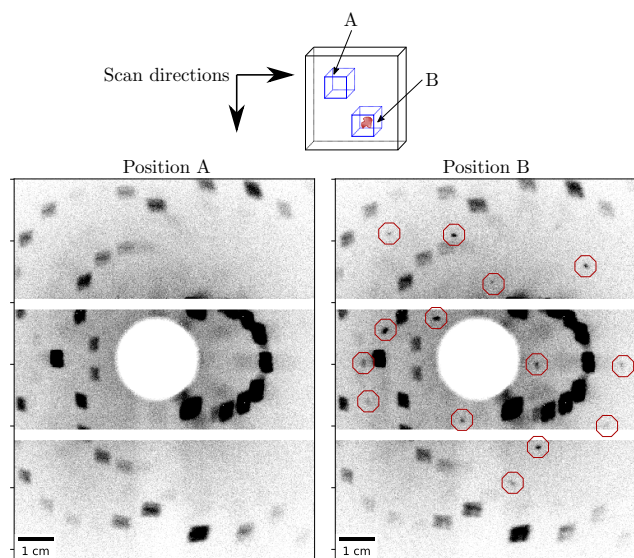 A
Scan directions
B
Position A
Position B
1 cm
1 cm